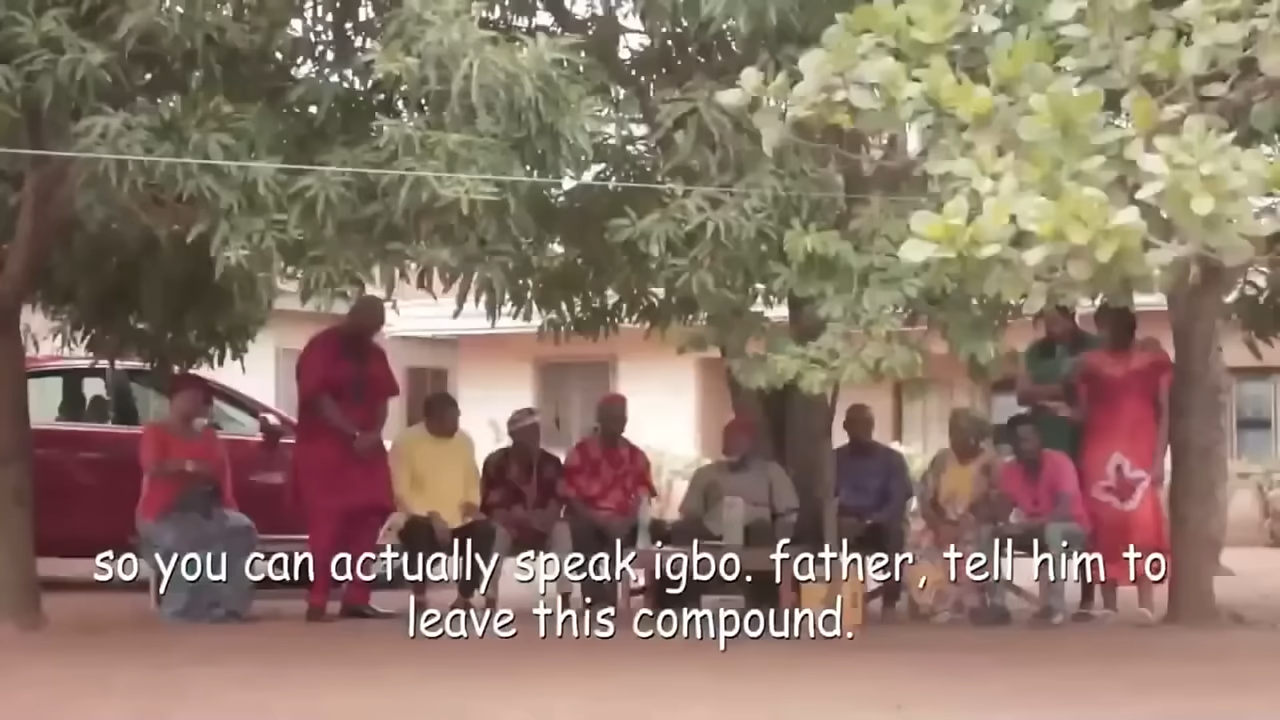 so you can actually speak igbo. father, tell him to
leave this compound.